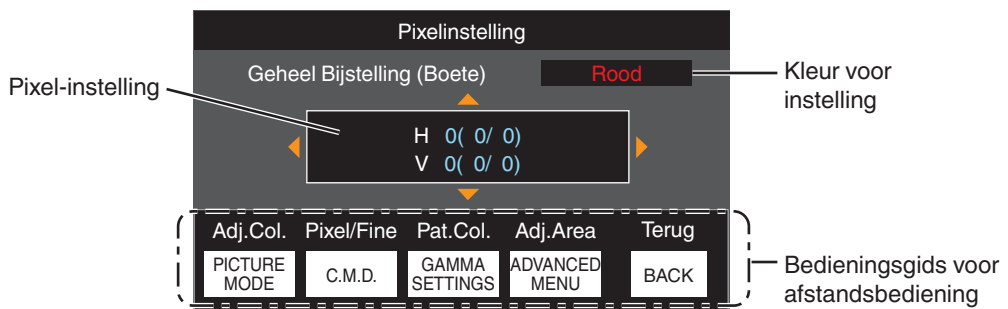 Pixelinstelling
Geheel Bijstelling (Boete) Rood
Kleur voor
instelling
Pixel-instelling
H 0( 0/ 0)
V 0( 0/ 0)
Adj.Col. Pixel/Fine Pat.Col. Adj.Area Terug
PICTURE
MODE
C.M.D.
GAMMA
SETTINGS
ADVANCED
MENU
BACK
Bedieningsgids voor
afstandsbediening